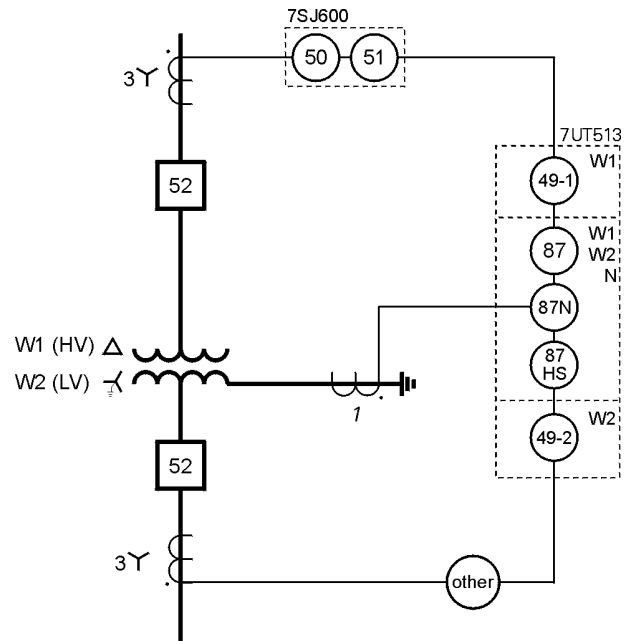 7SJ600
50
51
3
52
7UT513
W1
49-1
87
W1
W2
N
87N
W1 (HV)
87
HS
W2 (LV)
1
W2
49-2
52
3
other